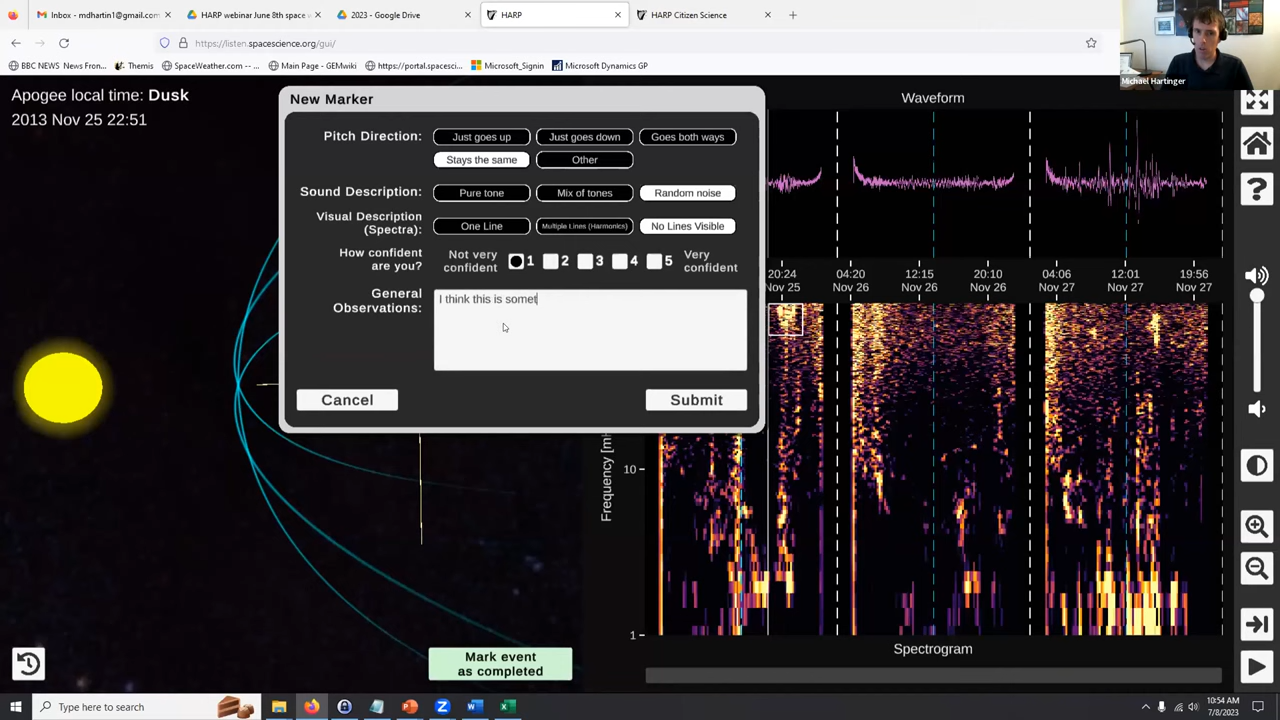 Inbox - mdhartin1@gmail.com
HARP webinar June 8th space w
2023 - Google Drive
HARP
HARP Citizen Science
https://listen.spacescience.org/gui/
BBC NEWS News Fron...
Themis
SpaceWeather.com -- ...
Main Page - GEMwiki
https://portal.spacesci...
Microsoft_Signin
Microsoft Dynamics GP
Michael Hartinger
Apogee local time: Dusk
2013 Nov 25 22:51
New Marker
Pitch Direction:
Just goes up
Just goes down
Goes both ways
Stays the same
Other
Sound Description:
Pure tone
Mix of tones
Random noise
Visual Description
(Spectra):
One Line
Multiple Lines (Harmonics)
No Lines Visible
How confident
are you?
Not very
confident
1
2
3
4
5
Very
confident
General
Observations:
I think this is somet
Cancel
Submit
Waveform
20:24
04:20
12:15
20:10
04:06
12:01
19:56
Nov 25
Nov 26
Nov 26
Nov 26
Nov 27
Nov 27
Nov 27
10
1
Spectrogram
Mark event
as completed
Type here to search
10:54 AM
7/8/2023